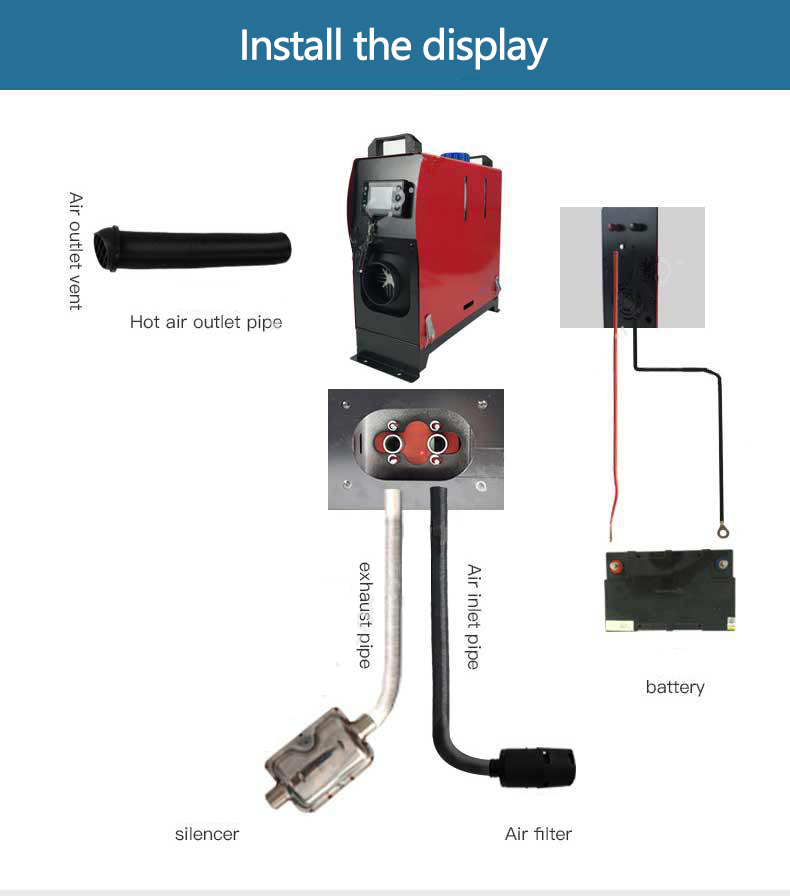 Install the display
Air outlet vent
Hot air outlet pipe
exhaust pipe
Air inlet pipe
battery
silencer
Air filter